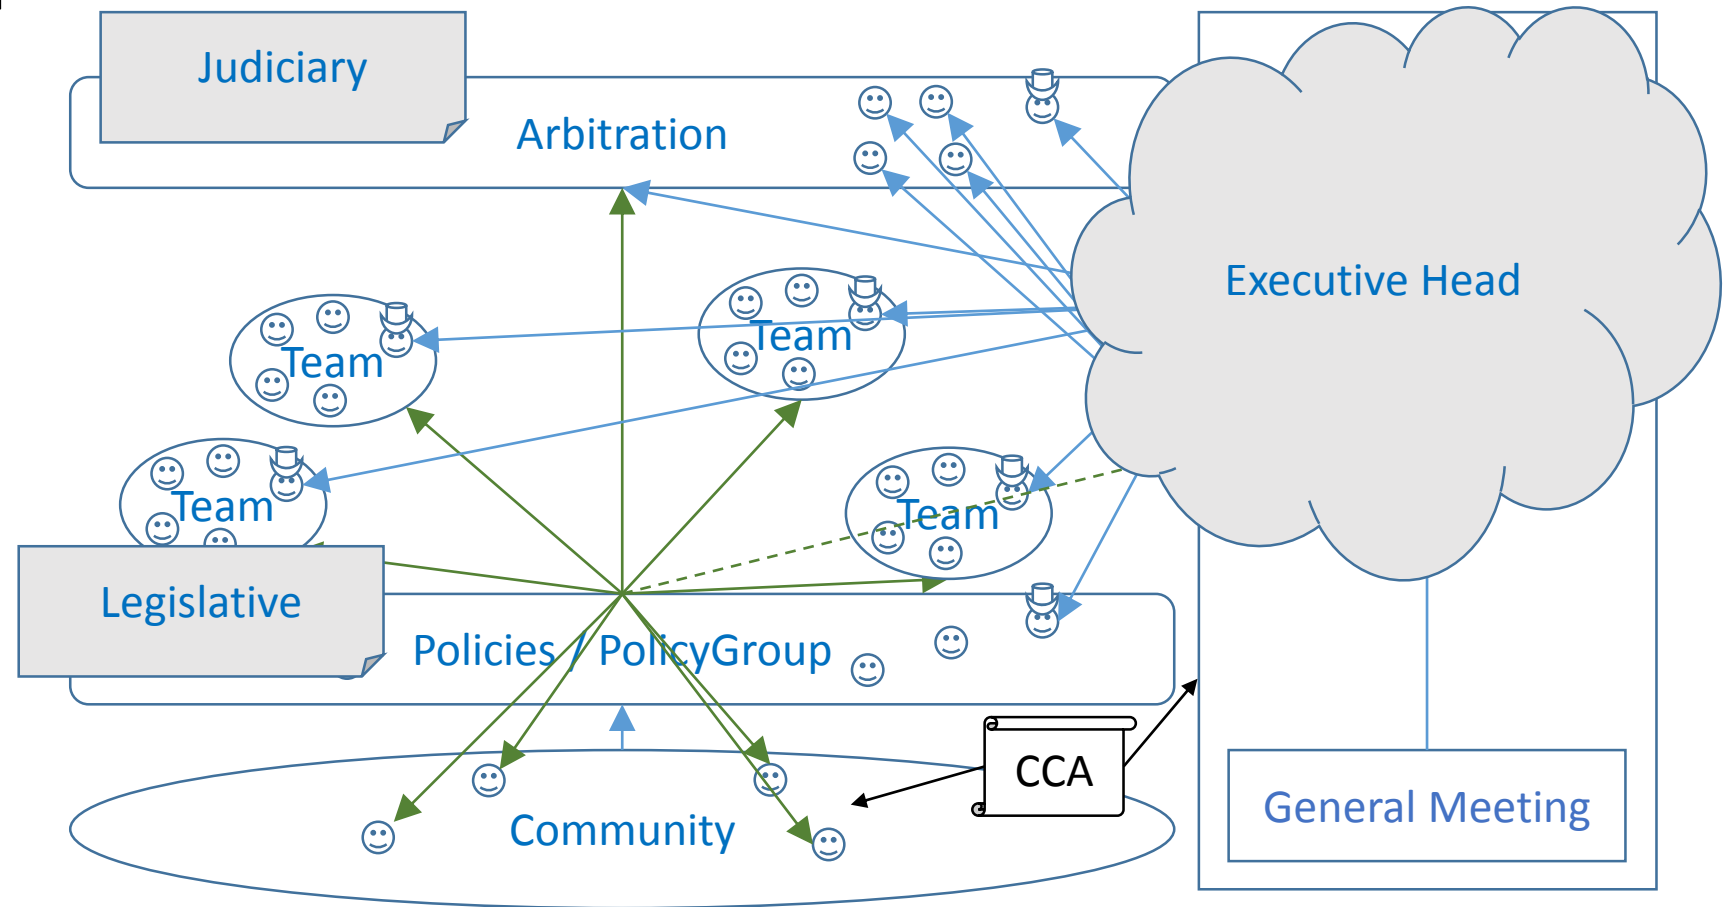 Judiciary
Arbitration
Executive Head
Team
Team
Team
Team
Legislative
Policies / PolicyGroup
CCA
General Meeting
Community